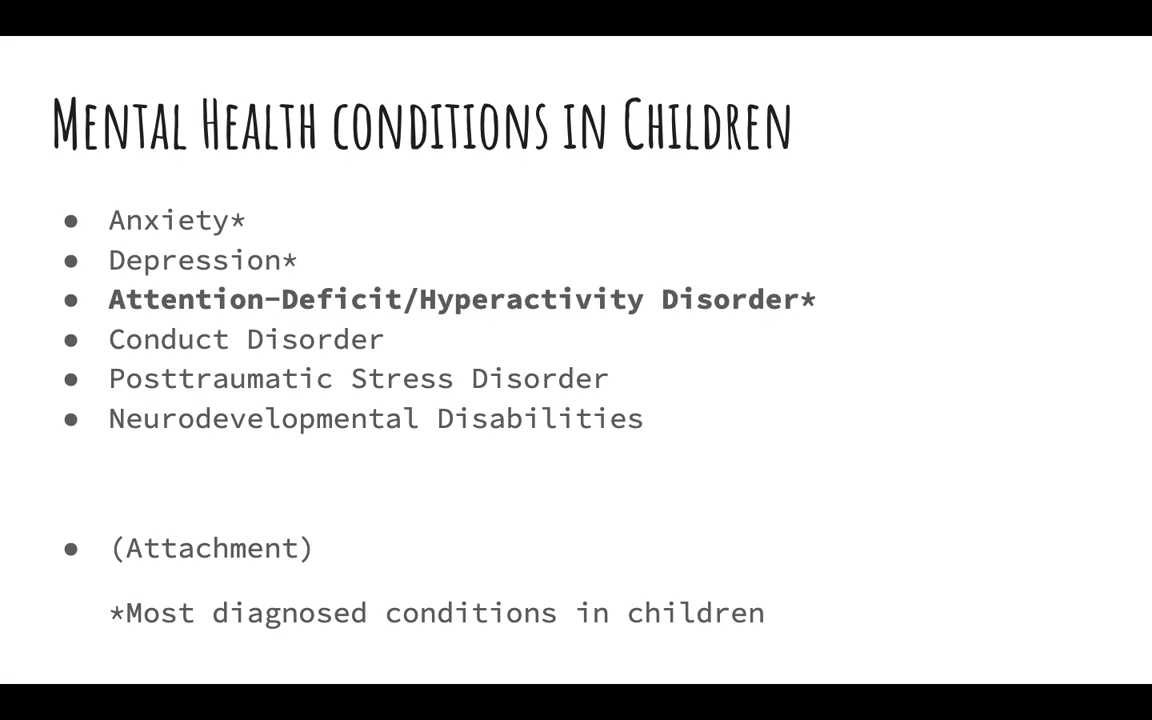 Mental Health conditions in Children
● Anxiety*
● Depression*
● Attention-Deficit/Hyperactivity Disorder*
● Conduct Disorder
● Posttraumatic Stress Disorder
● Neurodevelopmental Disabilities
● (Attachment)
*Most diagnosed conditions in children